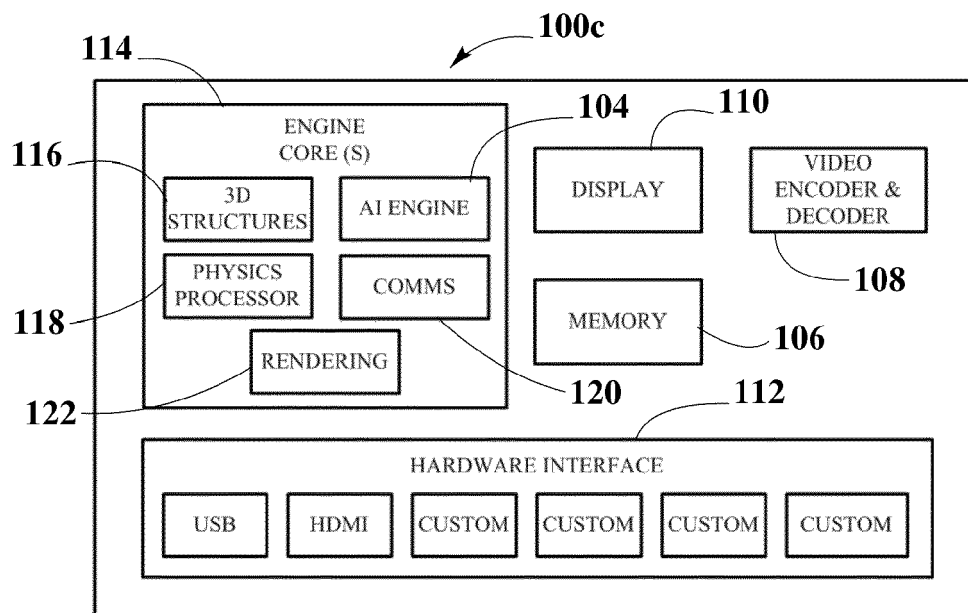 100c
114
ENGINE
CORE (S)
104
110
116
3D
STRUCTURES
AI ENGINE
DISPLAY
VIDEO
ENCODER &
DECODER
108
PHYSICS
PROCESSOR
COMMS
118
MEMORY
106
RENDERING
122
120
112
HARDWARE INTERFACE
USB
HDMI
CUSTOM
CUSTOM
CUSTOM
CUSTOM